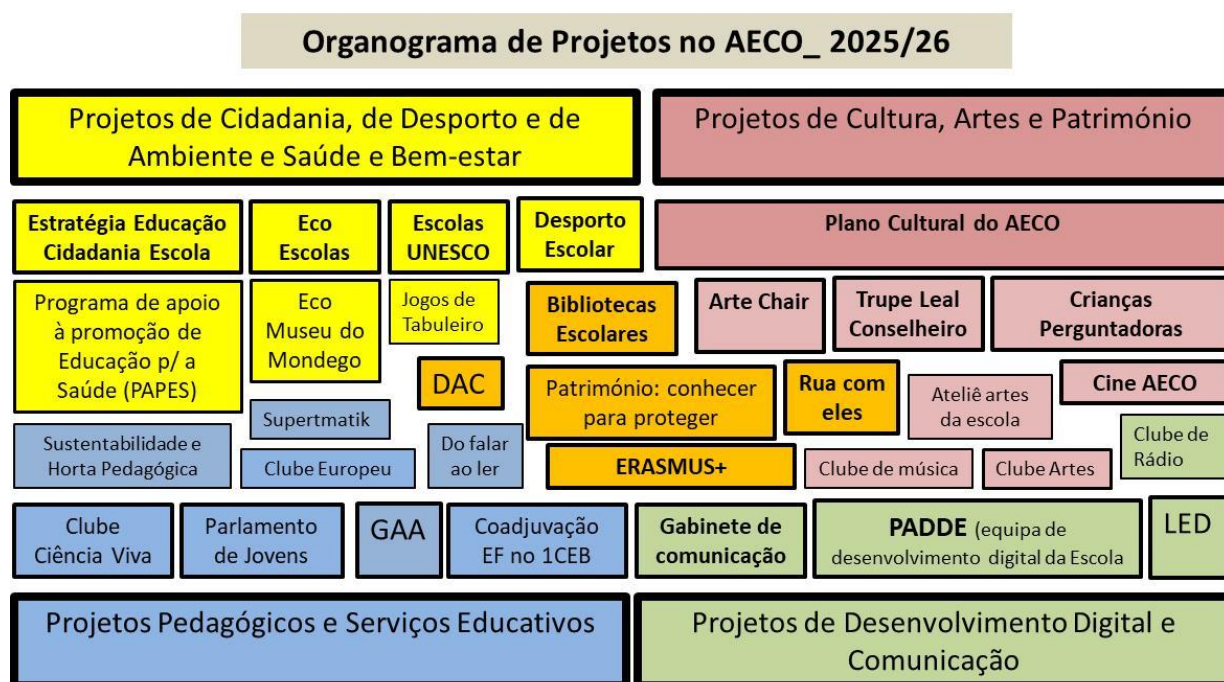 Organograma de Projetos no AECO_ 2025/26
Projetos de Cidadania, de Desporto e de
Ambiente e Saúde e Bem-estar
Projetos de Cultura, Artes e Património
Estratégia Educação
Cidadania Escola
Eco
Escolas
Escolas
UNESCO
Desporto
Escolar
Plano Cultural do AECO
Programa de apoio
à promoção de
Educação p/ a
Saúde (PAPES)
Eco
Museu do
Mondego
Jogos de
Tabuleiro
Bibliotecas
Escolares
Arte Chair
Trupe Leal
Conselheiro
Crianças
Perguntadoras
DAC
Património: conhecer
para proteger
Rua com
eles
Ateliê artes
da escola
Cine AECO
Sustentabilidade e
Horta Pedagógica
Supertmatik
Clube Europeu
Do falar
ao ler
ERASMUS+
Clube de música
Clube Artes
Clube de
Rádio
Clube
Ciência Viva
Parlamento
de Jovens
GAA
Coadjuvação
EF no 1CEB
Gabinete de
comunicação
PADDE (equipa de
desenvolvimento digital da Escola
LED
Projetos Pedagógicos e Serviços Educativos
Projetos de Desenvolvimento Digital e
Comunicação